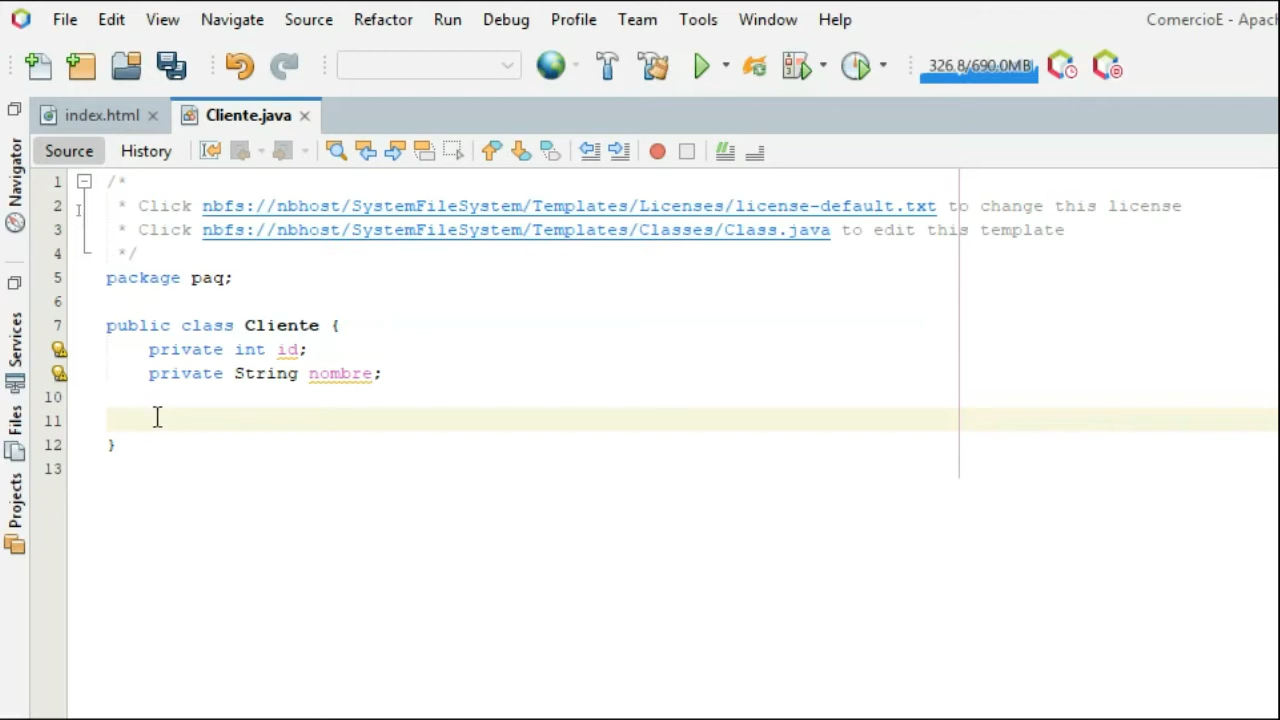 File Edit View Navigate Source Refactor Run Debug Profile Team Tools Window Help
ComercioE - Apac
326.8/690.0MB
index.html
Cliente.java
Source History
Navigator
Services
Files
Projects
1 /*
2 * Click nbfs://nbhost/SystemFileSystem/Templates/Licenses/license-default.txt to change this license
3 * Click nbfs://nbhost/SystemFileSystem/Templates/Classes/Class.java to edit this template
4 */
5 package paq;
6
7 public class Cliente {
private int id;
private String nombre;
10
11
12 }
13